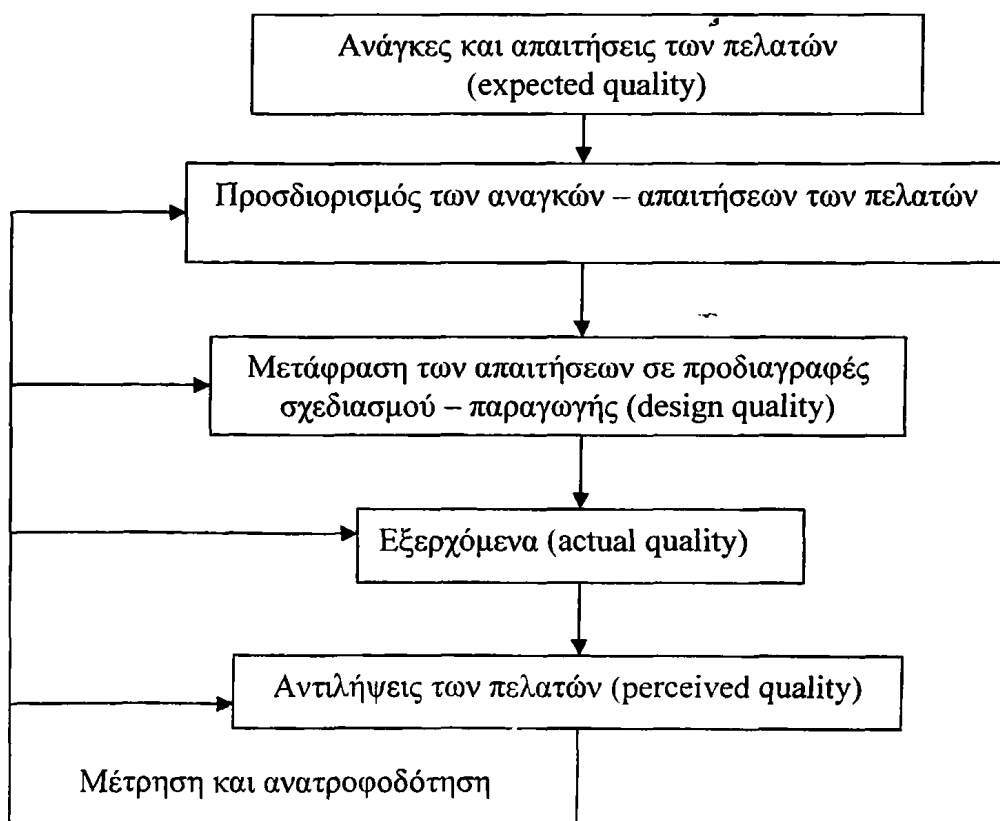 Ανάγκες και απαιτήσεις των πελατών
(expected quality)
Προσδιορισμός των αναγκών – απαιτήσεων των πελατών
Μετάφραση των απαιτήσεων σε προδιαγραφές
σχεδιασμού – παραγωγής (design quality)
Εξερχόμενα (actual quality)
Αντιλήψεις των πελατών (perceived quality)
Μέτρηση και ανατροφοδότηση